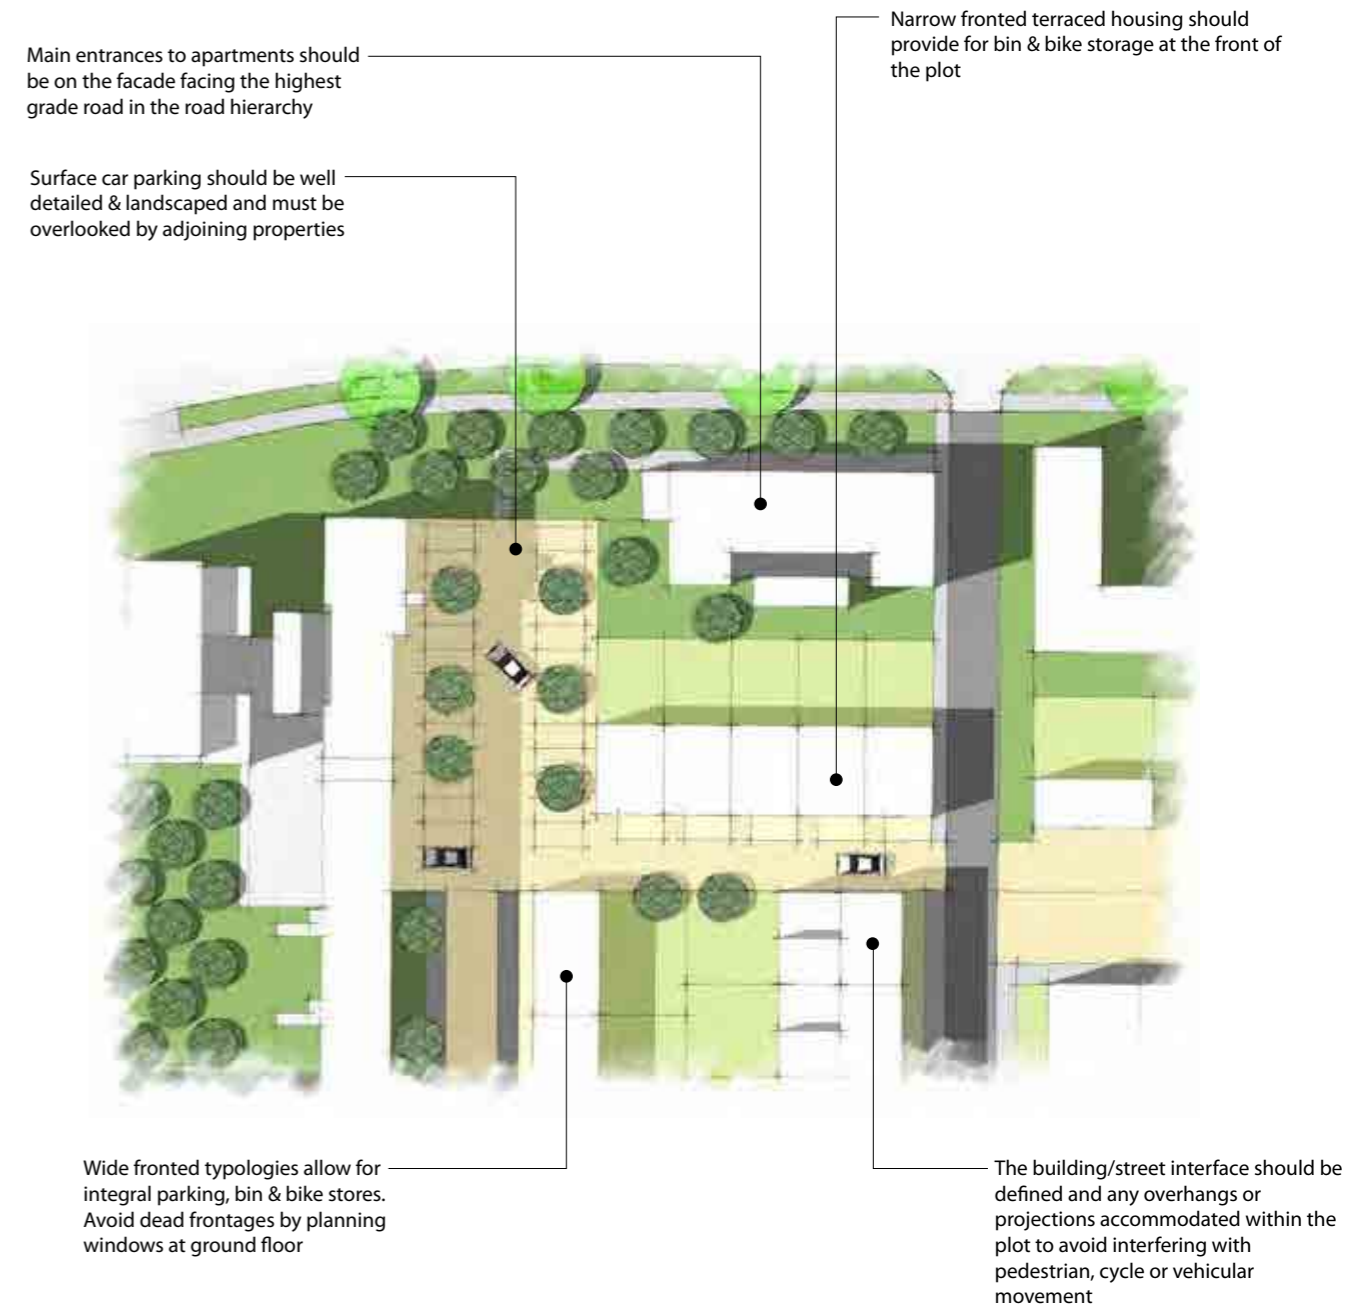 Narrow fronted terraced housing should
provide for bin & bike storage at the front of
the plot
Main entrances to apartments should
be on the facade facing the highest
grade road in the road hierarchy
Surface car parking should be well
detailed & landscaped and must be
overlooked by adjoining properties
Wide fronted typologies allow for
integral parking, bin & bike stores.
Avoid dead frontages by planning
windows at ground floor
The building/street interface should be
defined and any overhangs or
projections accommodated within the
plot to avoid interfering with
pedestrian, cycle or vehicular
movement